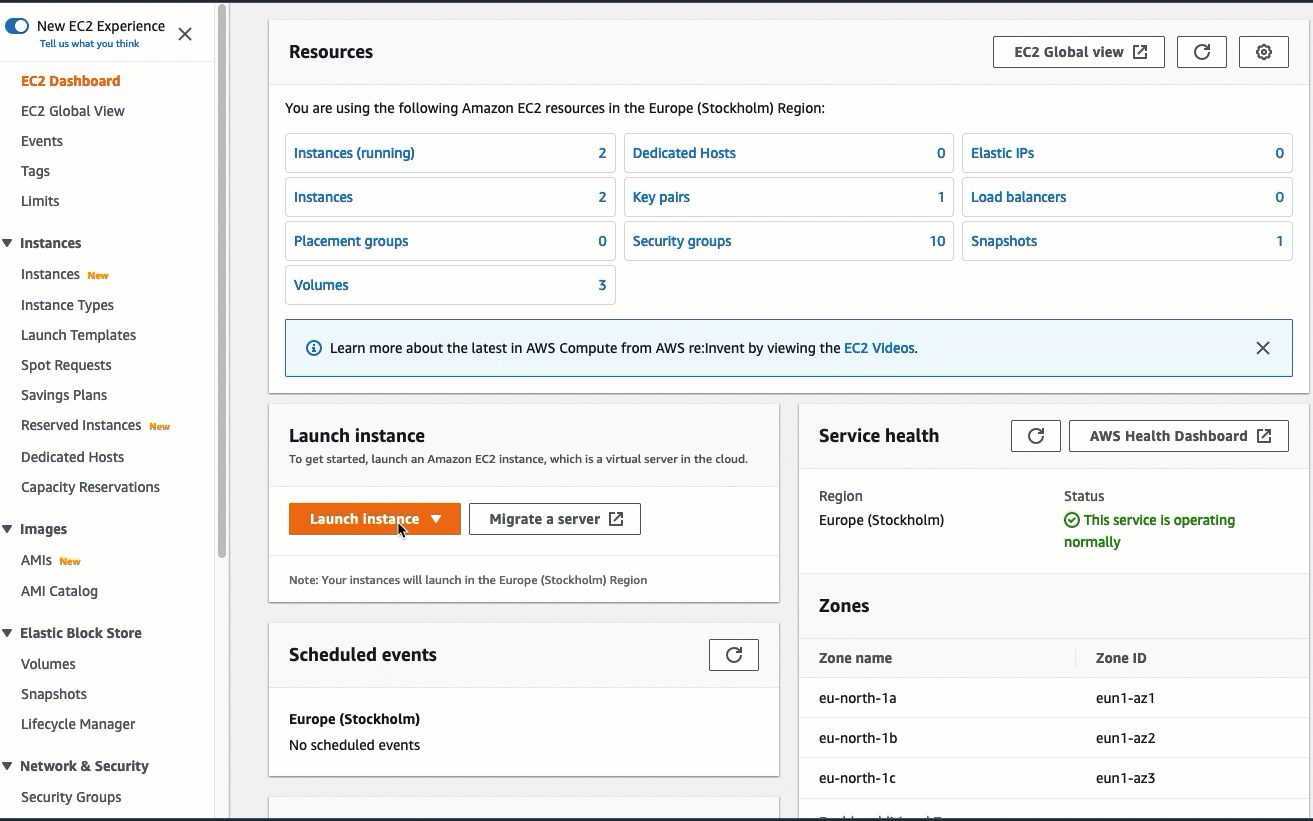 New EC2 Experience
Tell us what you think
EC2 Dashboard
EC2 Global View
Events
Tags
Limits
Instances
Instances New
Instance Types
Launch Templates
Spot Requests
Savings Plans
Reserved Instances New
Dedicated Hosts
Capacity Reservations
Images
AMIs New
AMI Catalog
Elastic Block Store
Volumes
Snapshots
Lifecycle Manager
Network & Security
Security Groups
Resources
EC2 Global view
You are using the following Amazon EC2 resources in the Europe (Stockholm) Region:
Instances (running) 2 Dedicated Hosts 0 Elastic IPs 0
Instances 2 Key pairs 1 Load balancers 0
Placement groups 0 Security groups 10 Snapshots 1
Volumes 3
Learn more about the latest in AWS Compute from AWS re:Invent by viewing the EC2 Videos.
Launch instance
To get started, launch an Amazon EC2 instance, which is a virtual server in the cloud.
Launch instance Migrate a server
Note: Your instances will launch in the Europe (Stockholm) Region
Scheduled events
Europe (Stockholm)
No scheduled events
Service health
AWS Health Dashboard
Region Status
Europe (Stockholm) This service is operating
normally
Zones
Zone name Zone ID
eu-north-1a eun1-az1
eu-north-1b eun1-az2
eu-north-1c eun1-az3